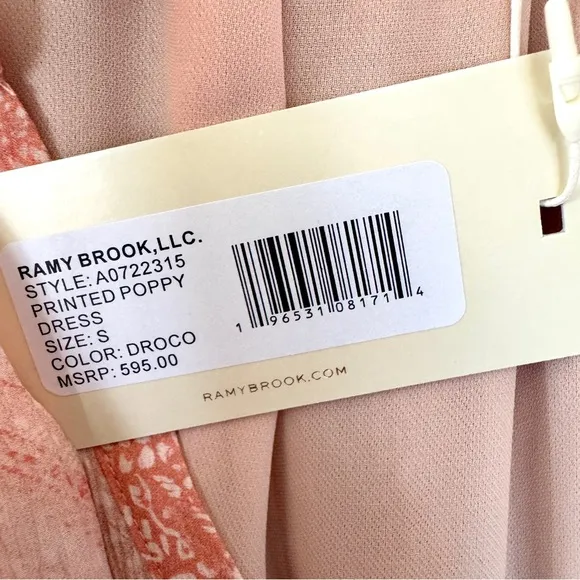 RAMY BROOK,LLC.
STYLE: A0722315
PRINTED POPPY
DRESS
SIZE: S
COLOR: DROCO
MSRP: 595.00
1 96531 08171 4
RAMYBROOK.COM